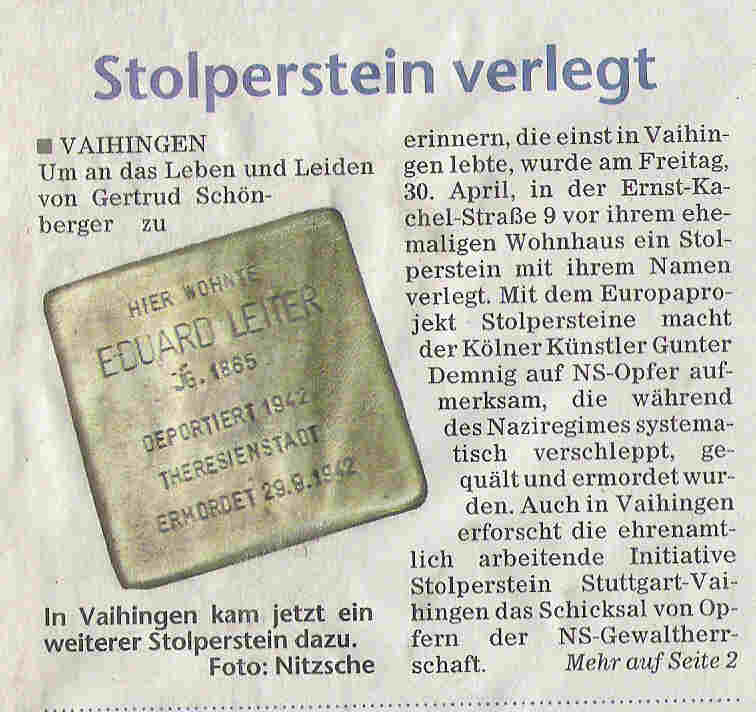 Stolperstein verlegt
■ VAIHINGEN
Um an das Leben und Leiden
von Gertrud Schön-
berger zu
HIER WOHNTE
EDUARD LEITER
JG. 1865
DEPORTIERT 1942
THERESIENSTADT
ERMORDET 29.9.1942
In Vaihingen kam jetzt ein
weiterer Stolperstein dazu.
Foto: Nitzsche
erinnern, die einst in Vaihin-
gen lebte, wurde am Freitag,
30. April, in der Ernst-Ka-
chel-Straße 9 vor ihrem ehe-
maligen Wohnhaus ein Stol-
perstein mit ihrem Namen
verlegt. Mit dem Europapro-
jekt Stolpersteine macht
der Kölner Künstler Gunter
Demnig auf NS-Opfer auf-
merksam, die während
des Naziregimes systema-
tisch verschleppt, ge-
quält und ermordet wur-
den. Auch in Vaihingen
erforscht die ehrenamt-
lich arbeitende Initiative
Stolperstein Stuttgart-Vai-
hingen das Schicksal von Op-
fern der NS-Gewaltherr-
schaft. Mehr auf Seite 2